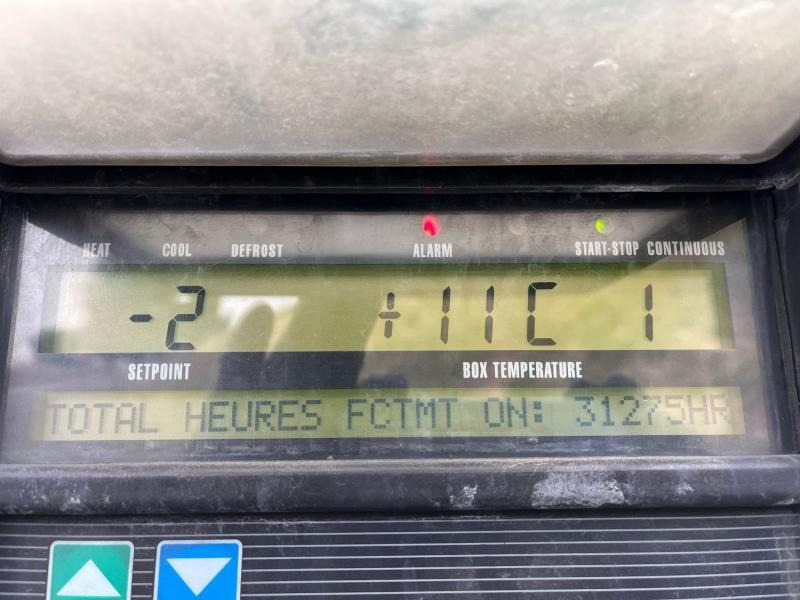 HEAT COOL DEFROST ALARM START-STOP CONTINUOUS
-2 +11C 1
SETPOINT BOX TEMPERATURE
TOTAL HEURES FCTMT ON: 31275HR